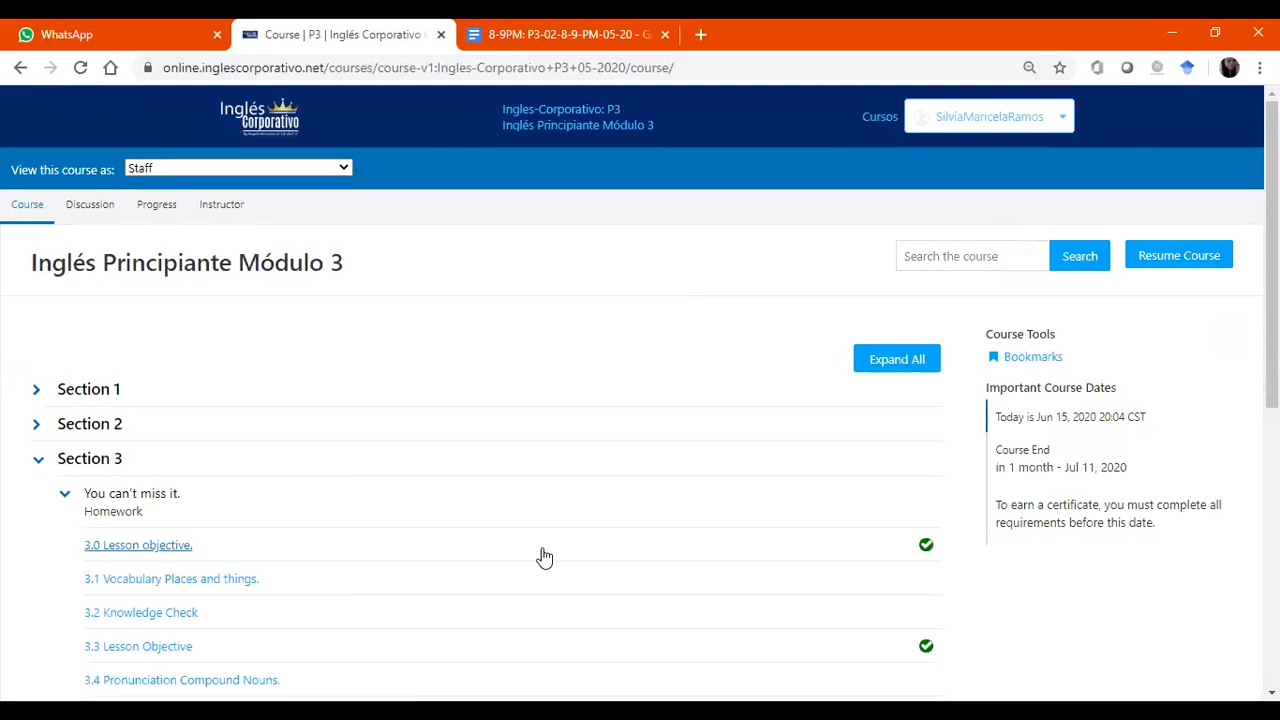 WhatsApp
Course | P3 | Inglés Corporativo
8-9PM: P3-02-8-9-PM-05-20 - G
online.inglescorporativo.net/courses/course-v1:Ingles-Corporativo+P3+05-2020/course/
Inglés
Corporativo
Ingles-Corporativo: P3
Inglés Principiante Módulo 3
Cursos
SilviaMaricelaRamos
View this course as:
Staff
Course
Discussion
Progress
Instructor
Inglés Principiante Módulo 3
Search the course
Search
Resume Course
Expand All
Course Tools
Bookmarks
Important Course Dates
Today is Jun 15, 2020 20:04 CST
Course End
in 1 month - Jul 11, 2020
To earn a certificate, you must complete all
requirements before this date.
Section 1
Section 2
Section 3
You can't miss it.
Homework
3.0 Lesson objective.
3.1 Vocabulary Places and things.
3.2 Knowledge Check
3.3 Lesson Objective
3.4 Pronunciation Compound Nouns.